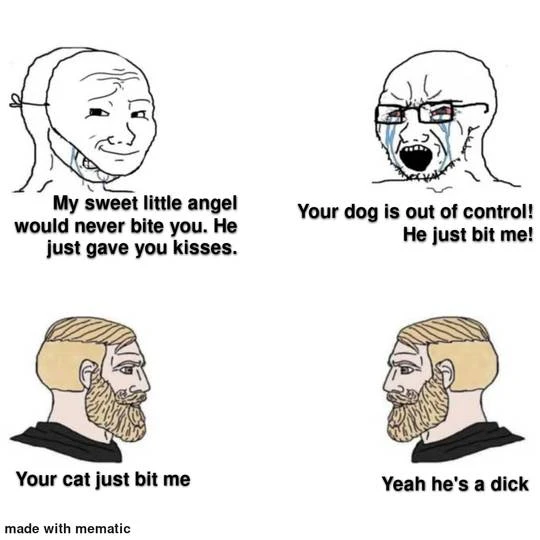 My sweet little angel
would never bite you. He
just gave you kisses.
Your dog is out of control!
He just bit me!
Your cat just bit me
Yeah he's a dick
made with mematic